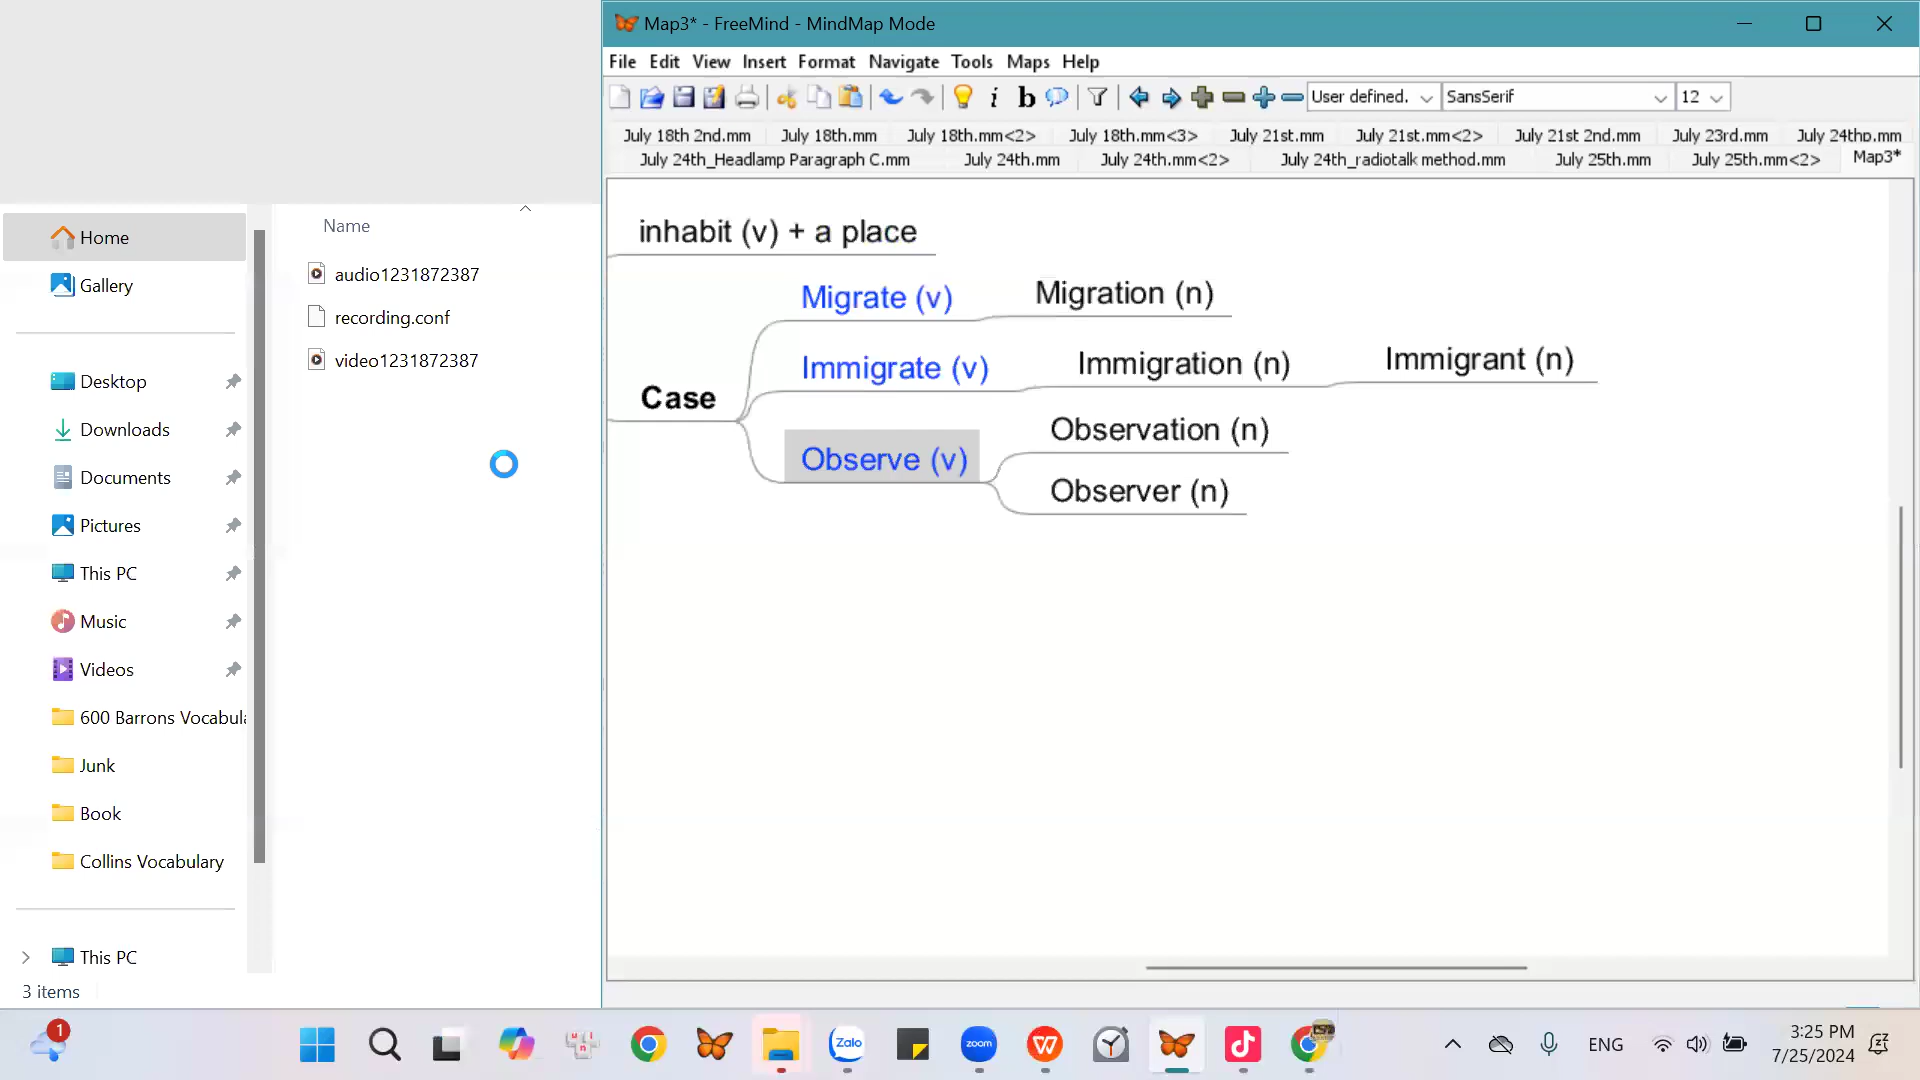 Map3* - FreeMind - MindMap Mode
File Edit View Insert Format Navigate Tools Maps Help
i b User defined. SansSerif 12
July 18th 2nd.mm July 18th.mm July 18th.mm<2> July 18th.mm<3> July 21st.mm July 21st.mm<2> July 21st 2nd.mm July 23rd.mm July 24thp.mm
July 24th_Headlamp Paragraph C.mm July 24th.mm July 24th.mm<2> July 24th_radiotalk method.mm July 25th.mm July 25th.mm<2> Map3*
inhabit (v) + a place
Migrate (v) Migration (n)
Immigrate (v) Immigration (n) Immigrant (n)
Case
Observe (v) Observation (n)
Observer (n)
Home
Gallery
Desktop
Downloads
Documents
Pictures
This PC
Music
Videos
600 Barrons Vocabula
Junk
Book
Collins Vocabulary
This PC
3 items
Name
audio1231872387
recording.conf
video1231872387
1
Zalo
zoom
ENG
3:25 PM
7/25/2024